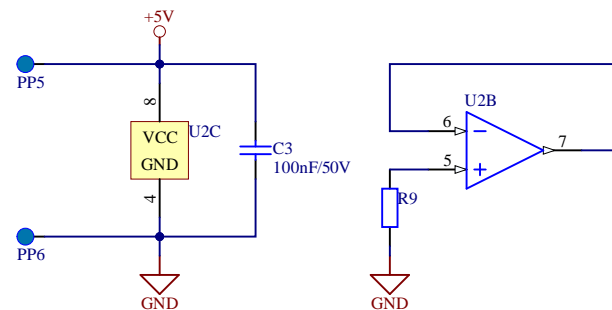 +5V
PP5
8
VCC
GND
U2C
C3
100nF/50V
4
PP6
GND
U2B
6
7
5
R9
GND